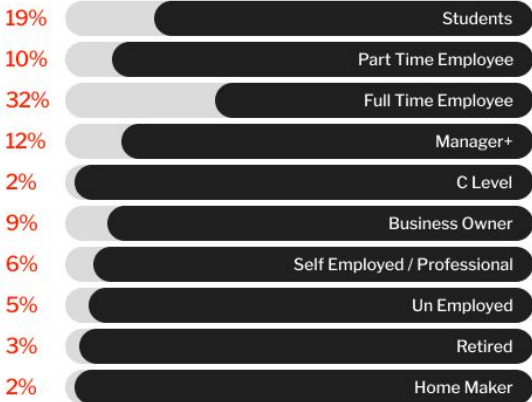 19% Students
10% Part Time Employee
32% Full Time Employee
12% Manager+
2% C Level
9% Business Owner
6% Self Employed / Professional
5% Un Employed
3% Retired
2% Home Maker